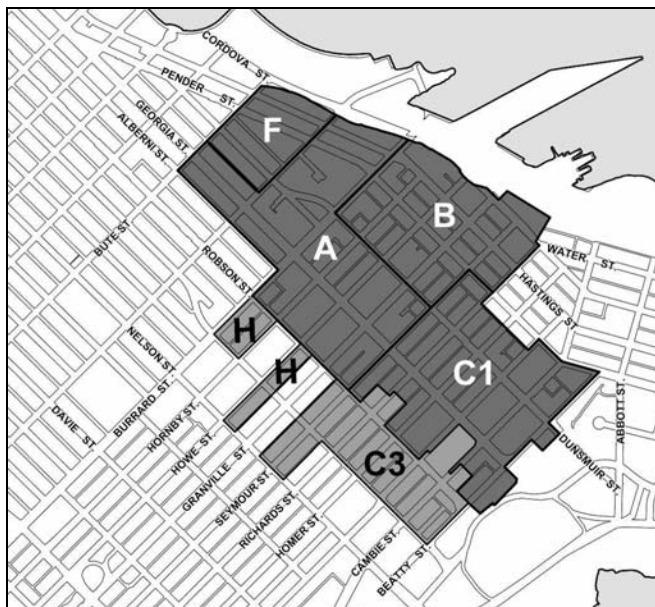 CORDOVA ST.
PENDER ST.
GEORGIA ST.
ALBERNI ST.
F
B
BUTE ST.
A
WATER ST.
ROBSON ST.
HASTINGS ST.
H
NELSON ST.
H
C1
BURRARD ST.
DAVIE ST.
ABBOTT ST.
HORNBY ST.
HOWE ST.
DUNSMUIR ST.
C3
GRANVILLE ST.
SEYMOUR ST.
RICHARDS ST.
HOMER ST.
CAMBIE ST.
BEATTY ST.